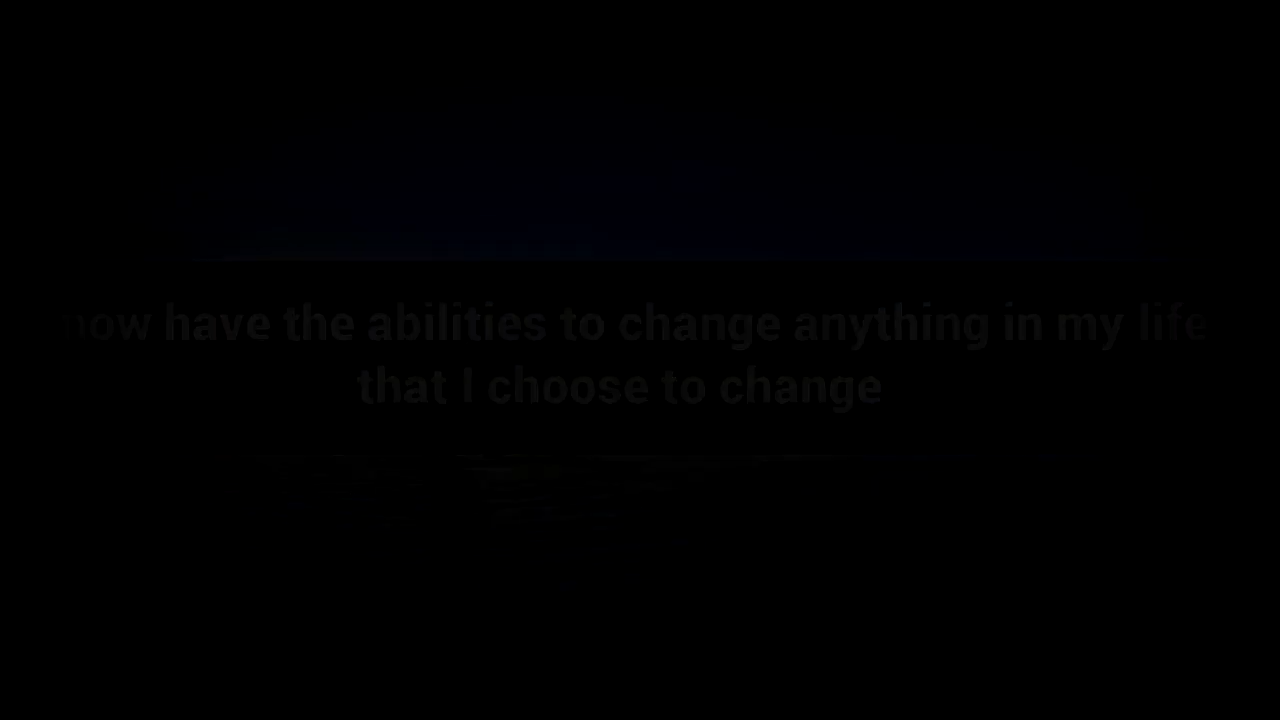 now have the abilities to change anything in my life
that I choose to change